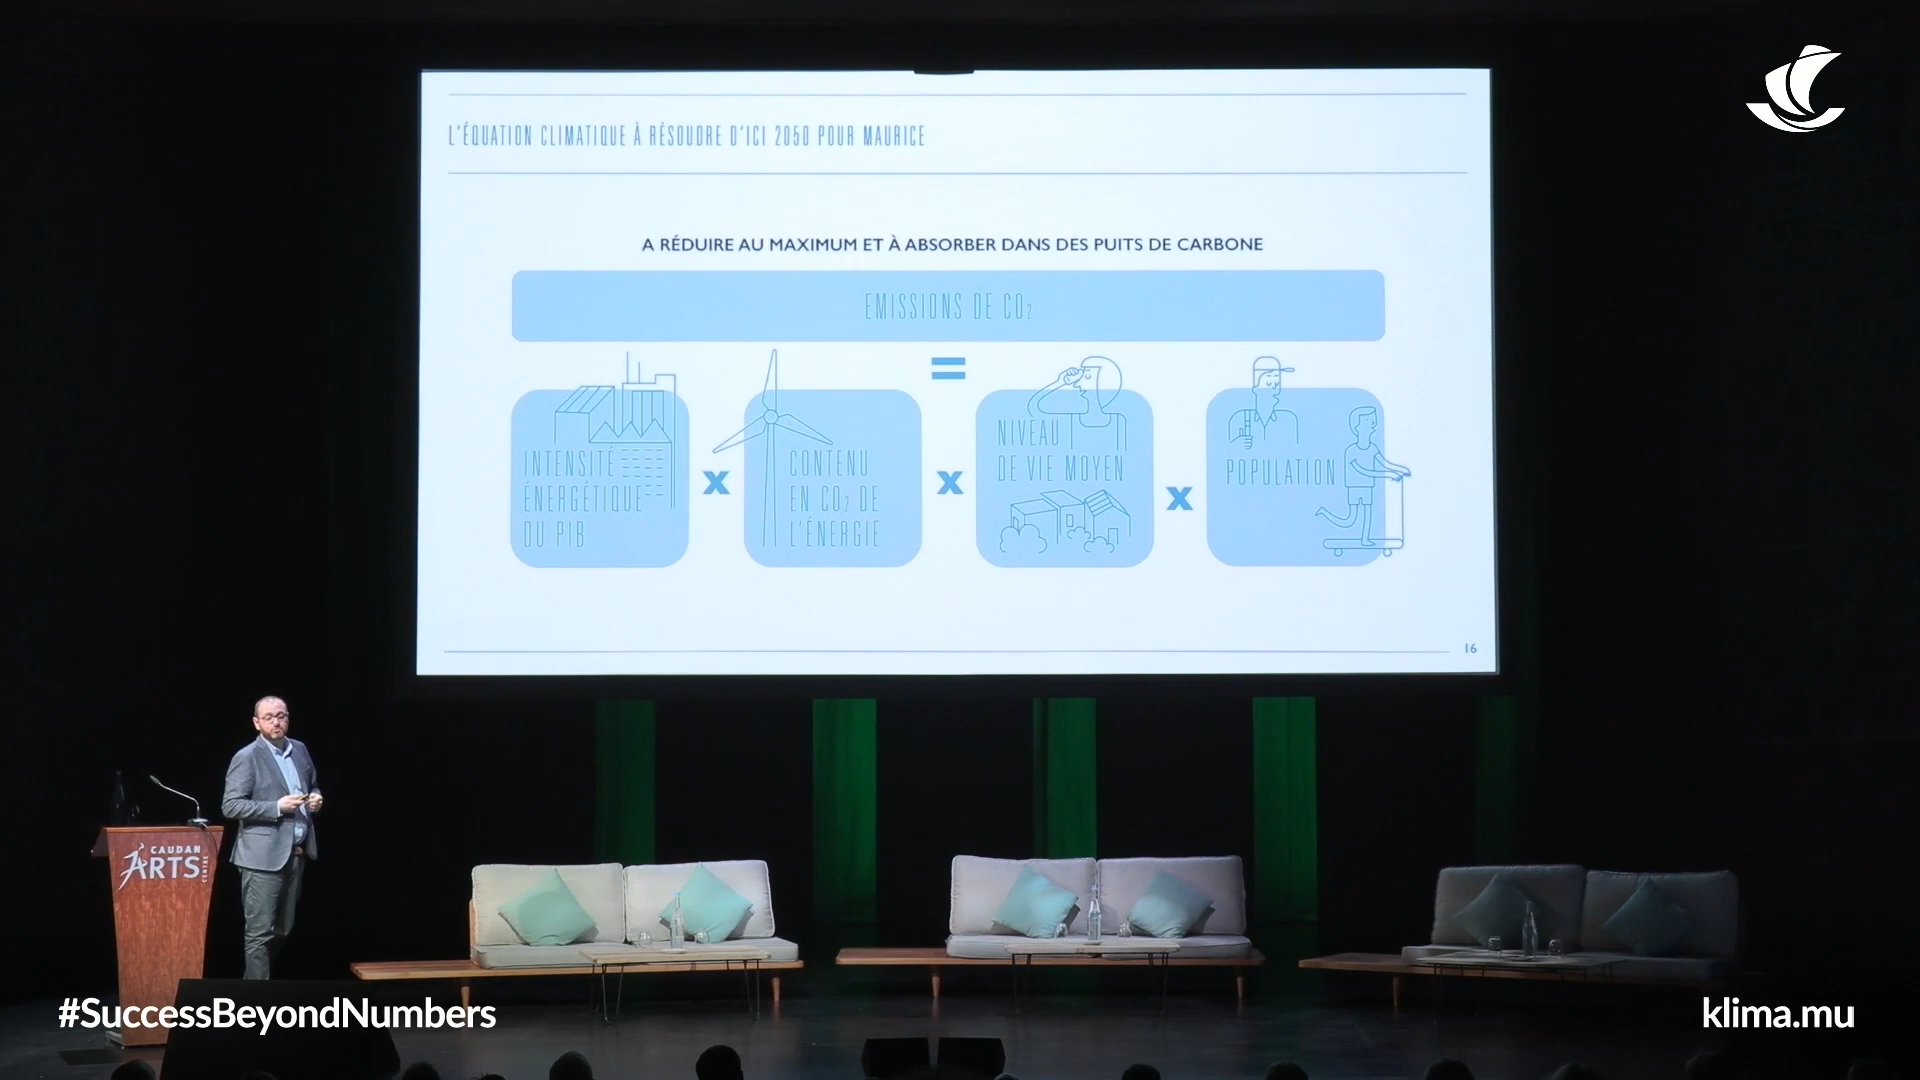 L'ÉQUATION CLIMATIQUE À RÉSOUDRE D'ICI 2050 POUR MAURICE
A RÉDUIRE AU MAXIMUM ET À ABSORBER DANS DES PUITS DE CARBONE
EMISSIONS DE CO₂
=
INTENSITÉ
ÉNERGÉTIQUE
DU PIB
x
CONTENU
EN CO₂ DE
L'ÉNERGIE
x
NIVEAU
DE VIE MOYEN
x
POPULATION
16
CAUDAN
ARTS
CENTRE
#SuccessBeyondNumbers
klima.mu